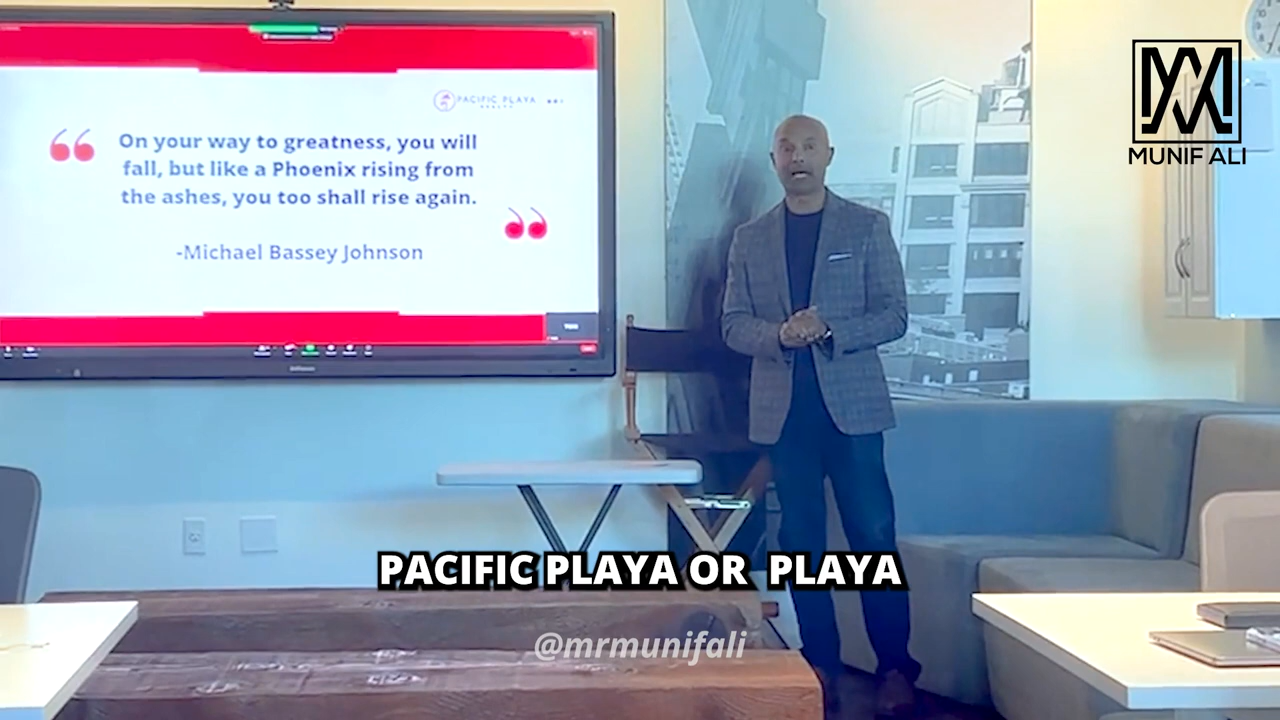 PACIFIC PLAYA
REALTY
On your way to greatness, you will
fall, but like a Phoenix rising from
the ashes, you too shall rise again.
-Michael Bassey Johnson
MUNIF ALI
PACIFIC PLAYA OR PLAYA
@mrmunifali